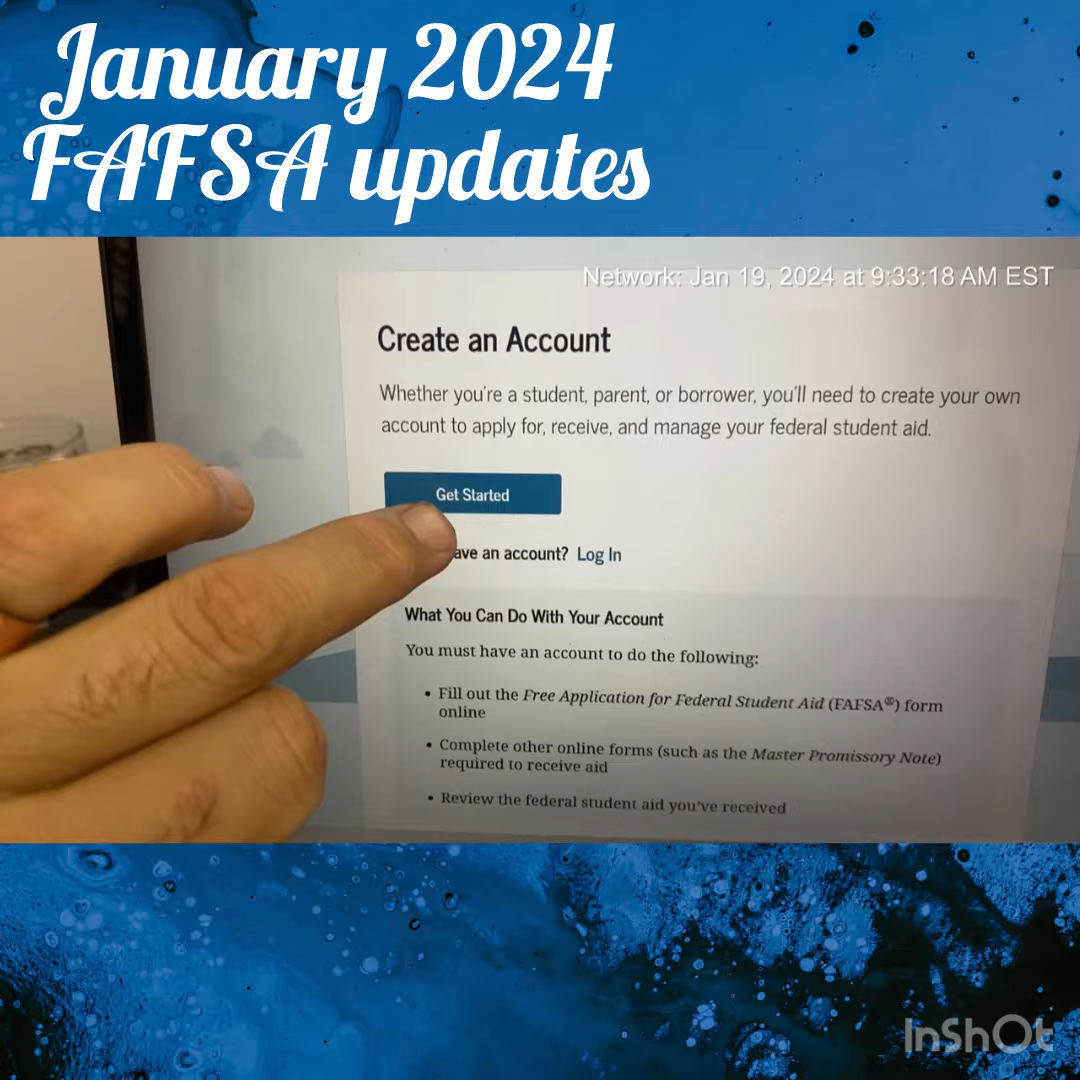 January 2024
FAFSA updates
Network: Jan 19, 2024 at 9:33:18 AM EST
Create an Account
Whether you're a student, parent, or borrower, you'll need to create your own
account to apply for, receive, and manage your federal student aid.
Get Started
ave an account? Log In
What You Can Do With Your Account
You must have an account to do the following:
• Fill out the Free Application for Federal Student Aid (FAFSA®) form
online
• Complete other online forms (such as the Master Promissory Note)
required to receive aid
• Review the federal student aid you've received
InShOt